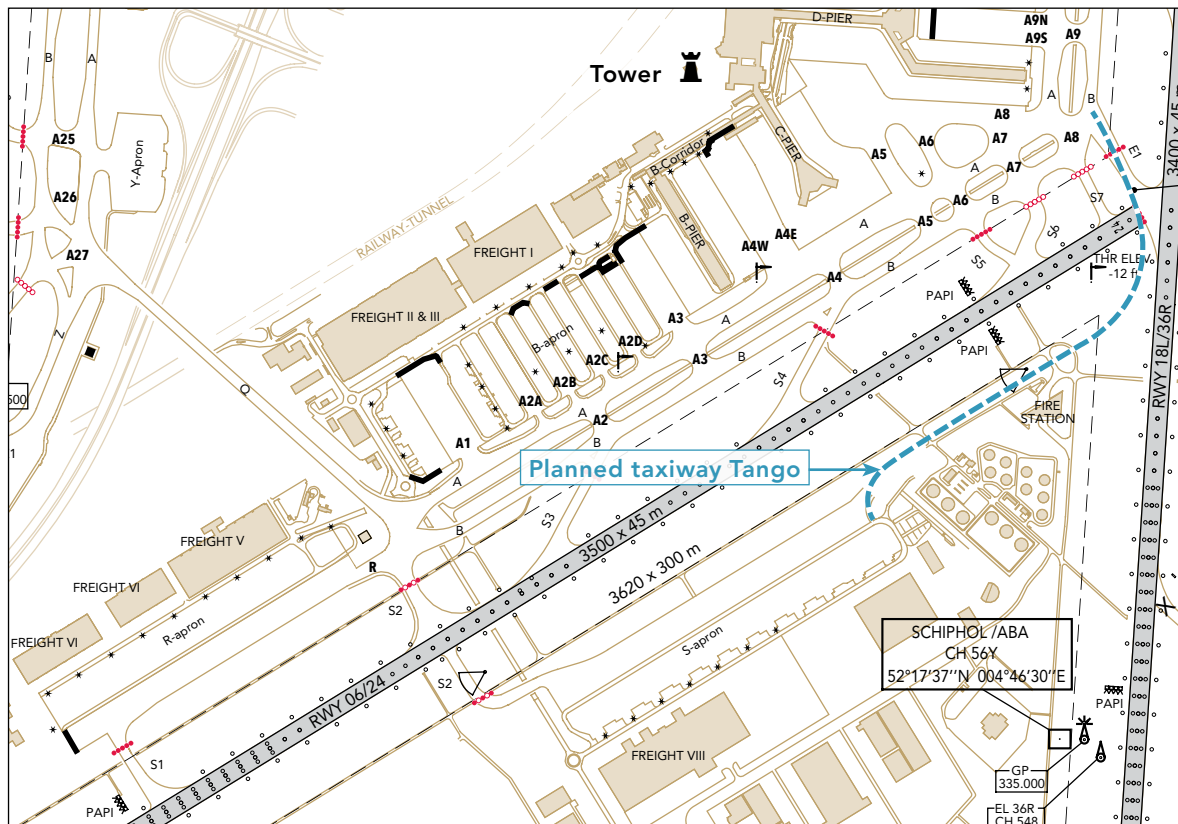 D-PIER
A9N
A9S
A9
B
A
Tower
A
B
A8
3400 x 45 m
A25
A26
A27
Y-Apron
B-Corridor
C-PIER
A5
A6
A7
A8
E1
A
A7
A6
B
S7
S6
A5
24
RAILWAY-TUNNEL
FREIGHT I
B-PIER
A4E
A4W
A
B
S5
THR ELEV.
-12 ft
A4
PAPI
PAPI
FREIGHT II & III
B-apron
A3
A
B
A3
A2D
A2C
A2B
A2A
A2
A
B
S4
Z
Q
500
1
A1
A
B
FIRE
STATION
RWY 18L/36R
Planned taxiway Tango
S3
3500 x 45 m
3620 x 300 m
FREIGHT V
FREIGHT VI
FREIGHT VI
R
R-apron
S2
S2
S-apron
RWY 06/24
SCHIPHOL /ABA
CH 56Y
52°17'37''N 004°46'30''E
PAPI
FREIGHT VIII
S1
PAPI
GP
335.000
EL 36R
CH 548